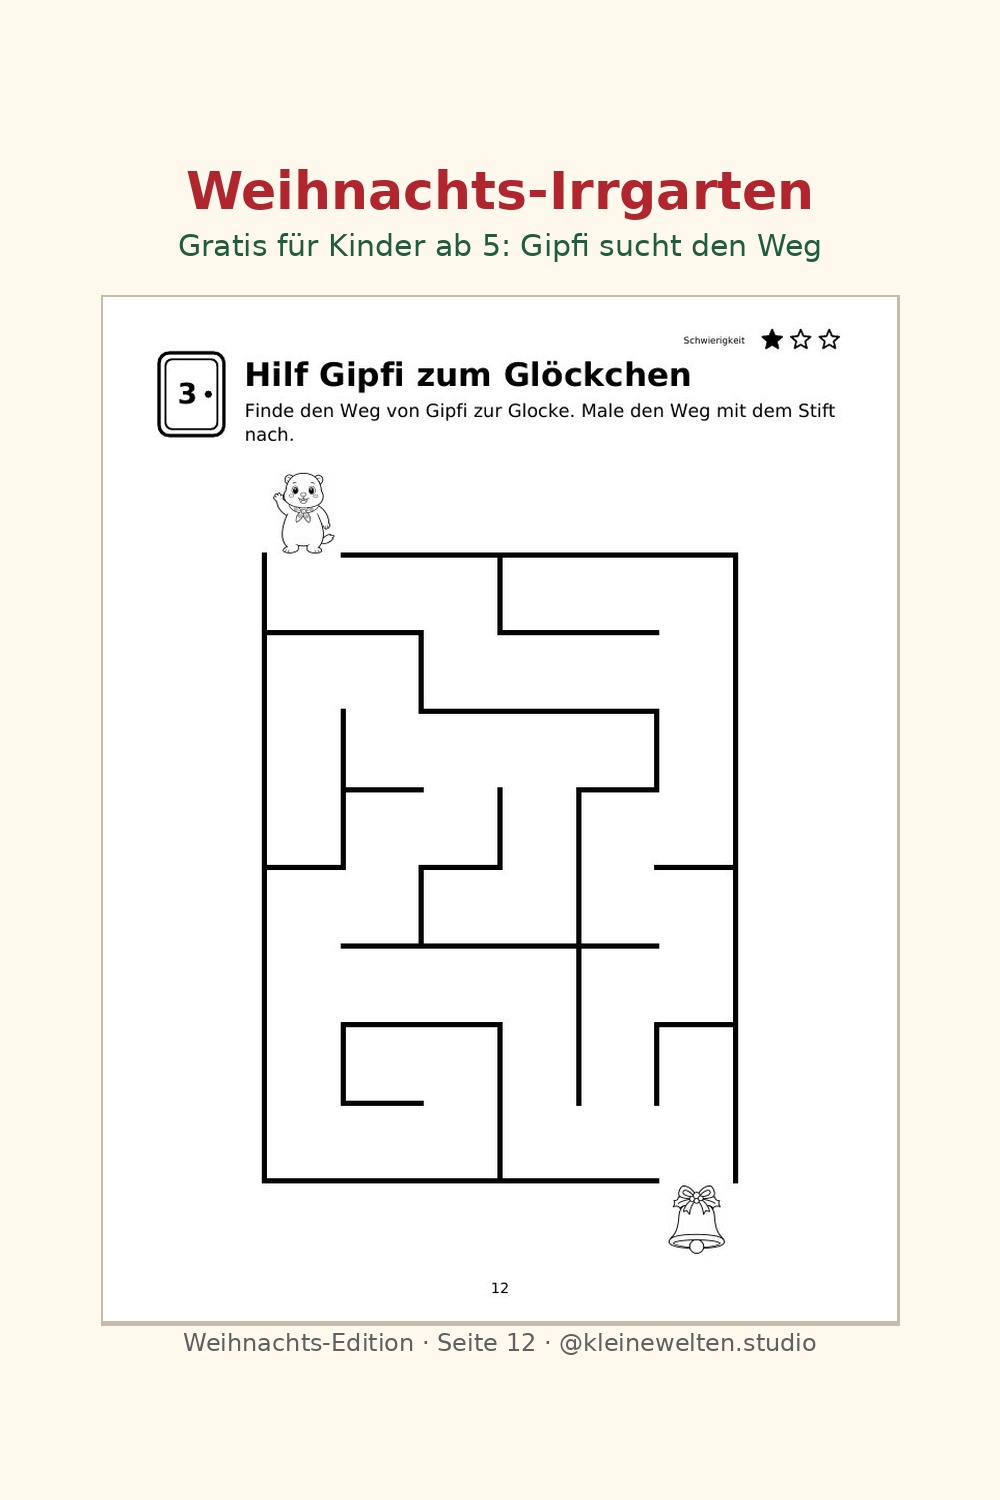 Weihnachts-Irrgarten
Gratis für Kinder ab 5: Gipfi sucht den Weg
Schwierigkeit
3
Hilf Gipfi zum Glöckchen
Finde den Weg von Gipfi zur Glocke. Male den Weg mit dem Stift
nach.
12
Weihnachts-Edition · Seite 12 · @kleinewelten.studio